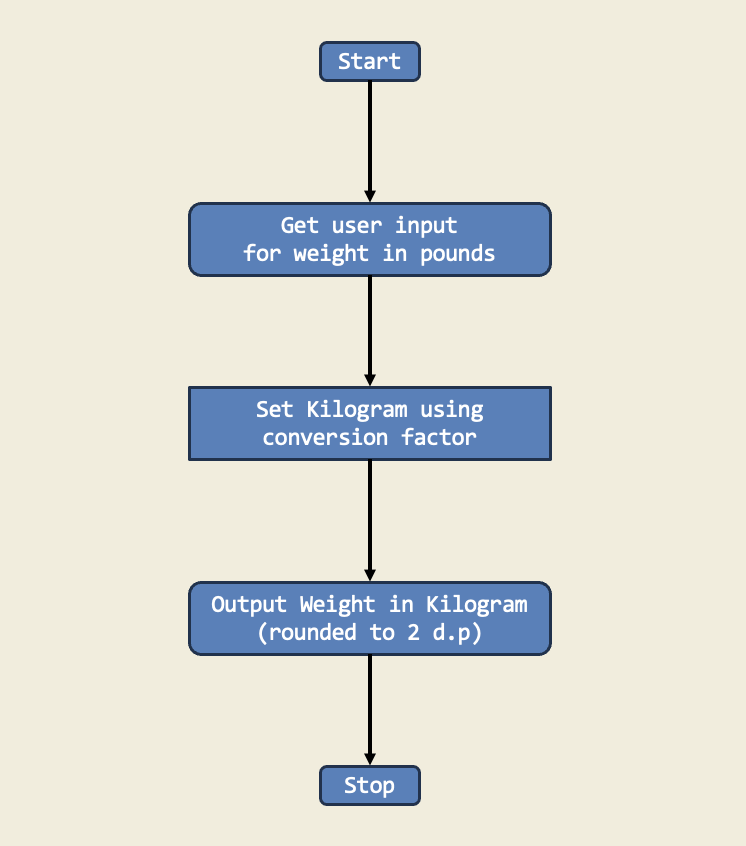 Start
Get user input
for weight in pounds
Set Kilogram using
conversion factor
Output Weight in Kilogram
(rounded to 2 d.p)
Stop